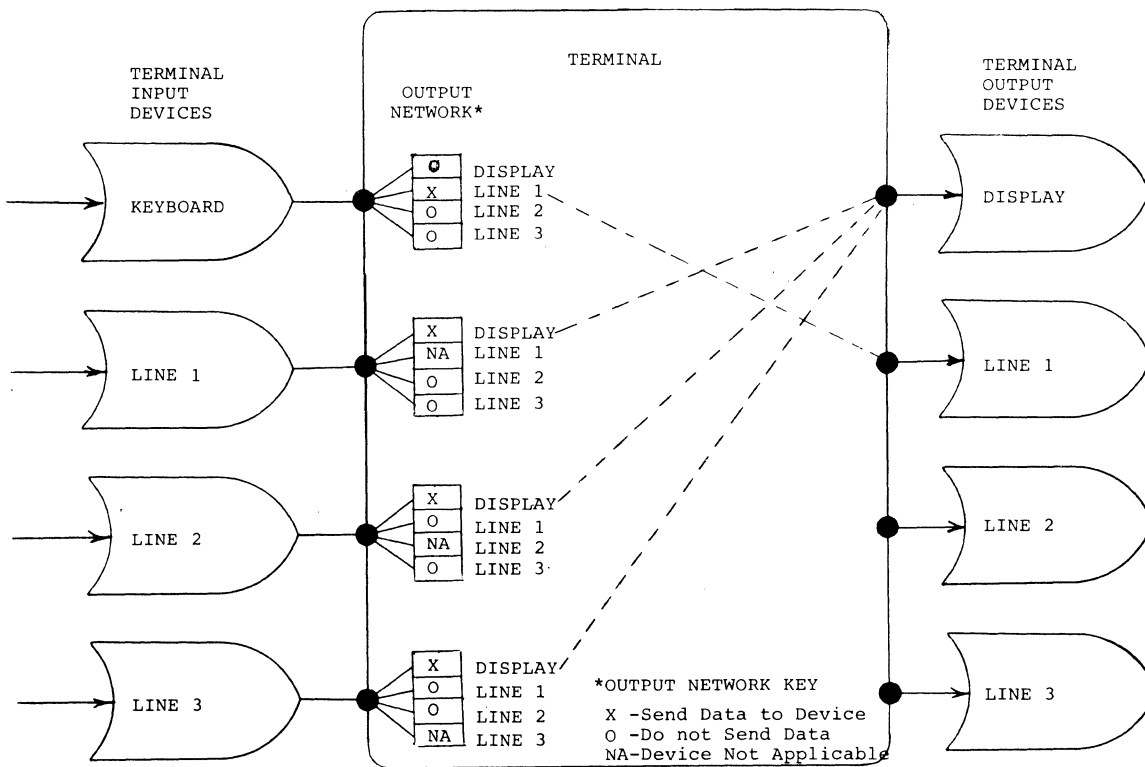 TERMINAL
TERMINAL
INPUT
DEVICES
OUTPUT
NETWORK*
TERMINAL
OUTPUT
DEVICES
KEYBOARD
O DISPLAY
X LINE 1
O LINE 2
O LINE 3
DISPLAY
LINE 1
X DISPLAY
NA LINE 1
O LINE 2
O LINE 3
LINE 1
LINE 2
X DISPLAY
O LINE 1
NA LINE 2
O LINE 3
LINE 2
LINE 3
X DISPLAY
O LINE 1
O LINE 2
NA LINE 3
LINE 3
*OUTPUT NETWORK KEY
X -Send Data to Device
O -Do not Send Data
NA-Device Not Applicable